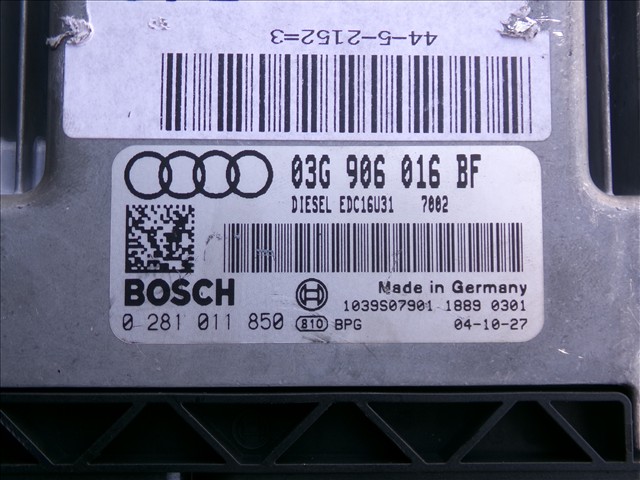 44-5-2152=3
03G 906 016 BF
DIESEL EDC16U31 7002
BOSCH
Made in Germany
1039S07901 1889 0301
0 281 011 850 810 BPG 04-10-27